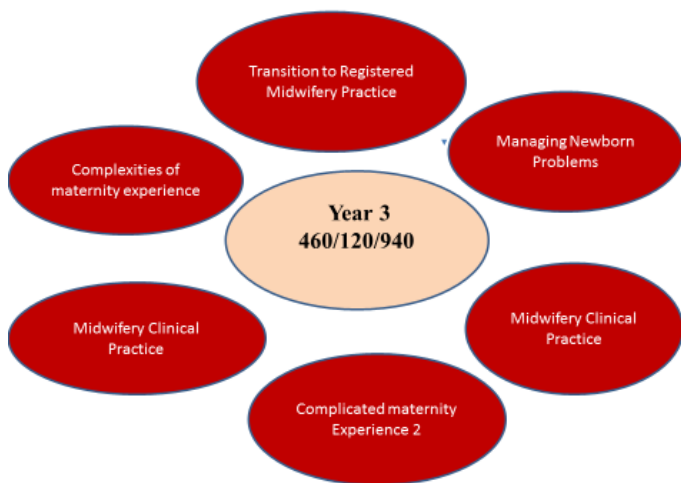 Transition to Registered
Midwifery Practice
Managing Newborn
Problems
Complexities of
maternity experience
Year 3
460/120/940
Midwifery Clinical
Practice
Midwifery Clinical
Practice
Complicated maternity
Experience 2